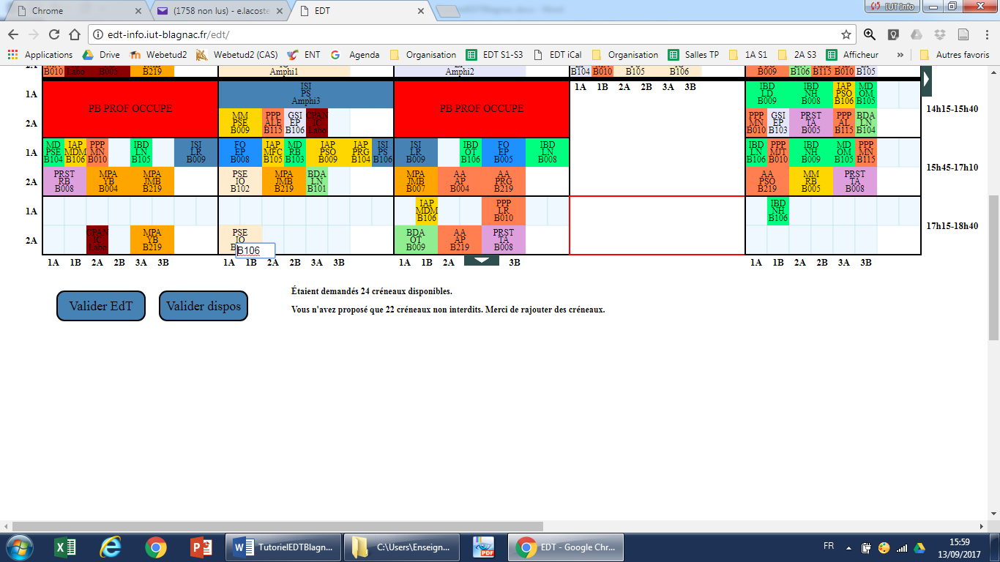 Chrome
(1758 non lus) - e.lacoste
EDT
IUT Info
edt-info.iut-blagnac.fr/edt/
Applications Drive Webetud2 Webetud2 (CAS) ENT Agenda Organisation EDT S1-S3 EDT iCal Organisation Salles TP 1A S1 2A S3 Afficheur » Autres favoris
B010 Labo B005 B219 Amphi1 Amphi2 B104 B010 B105 B106 B009 B106 B115 B010 B105
1A 1B 2A 2B 3A 3B
14h15-15h40
1A
PB PROF OCCUPE
ISI PS Amphi3
PB PROF OCCUPE
IBD LD B009
IBD NH B008
IAP PSO B106
MD OM B105
2A
MM PSE B009
PPP ALE B115
GSI EP B106
CPAN IC Labo
PPP MN B010
GSI EP B103
PRST TA B005
PPP AL B115
BDA LN B104
15h45-17h10
1A
MD PSE B104
IAP MDM B106
PPP MN B010
IBD LN B105
ISI LR B009
FO EP B008
IAP MFC B105
MD RB B103
IAP PSO B009
IAP PRG B104
ISI PS B106
ISI LR B009
IBD OT B106
FO EP B005
IBD LN B008
IBD LN B106
PPP MJT B010
IBD NH B009
MD OM B105
PPP MN B115
2A
PRST RB B008
MPA YB B004
MPA JMB B219
PSE IO B102
MPA JMB B219
BDA LN B101
MPA JMB B007
AA AP B004
AA PRG B219
AA PSO B219
MM RB B005
PRST TA B008
17h15-18h40
1A
IAP MDM B106
PPP LR B010
IBD NH B106
2A
CPAN IC Labo
MPA YB B219
PSE IO
B106
BDA OT B009
AA AP B219
PRST TA B008
1A 1B 2A 2B 3A 3B
1A 1B 2A 2B 3A 3B
1A 1B 2A 3B
1A 1B 2A 2B 3A 3B
Valider EdT
Valider dispos
Étaient demandés 24 créneaux disponibles.
Vous n'avez proposé que 22 créneaux non interdits. Merci de rajouter des créneaux.
TutorielEDTBlagn...
C:\Users\Enseign...
EDT - Google Chr...
FR
15:59
13/09/2017